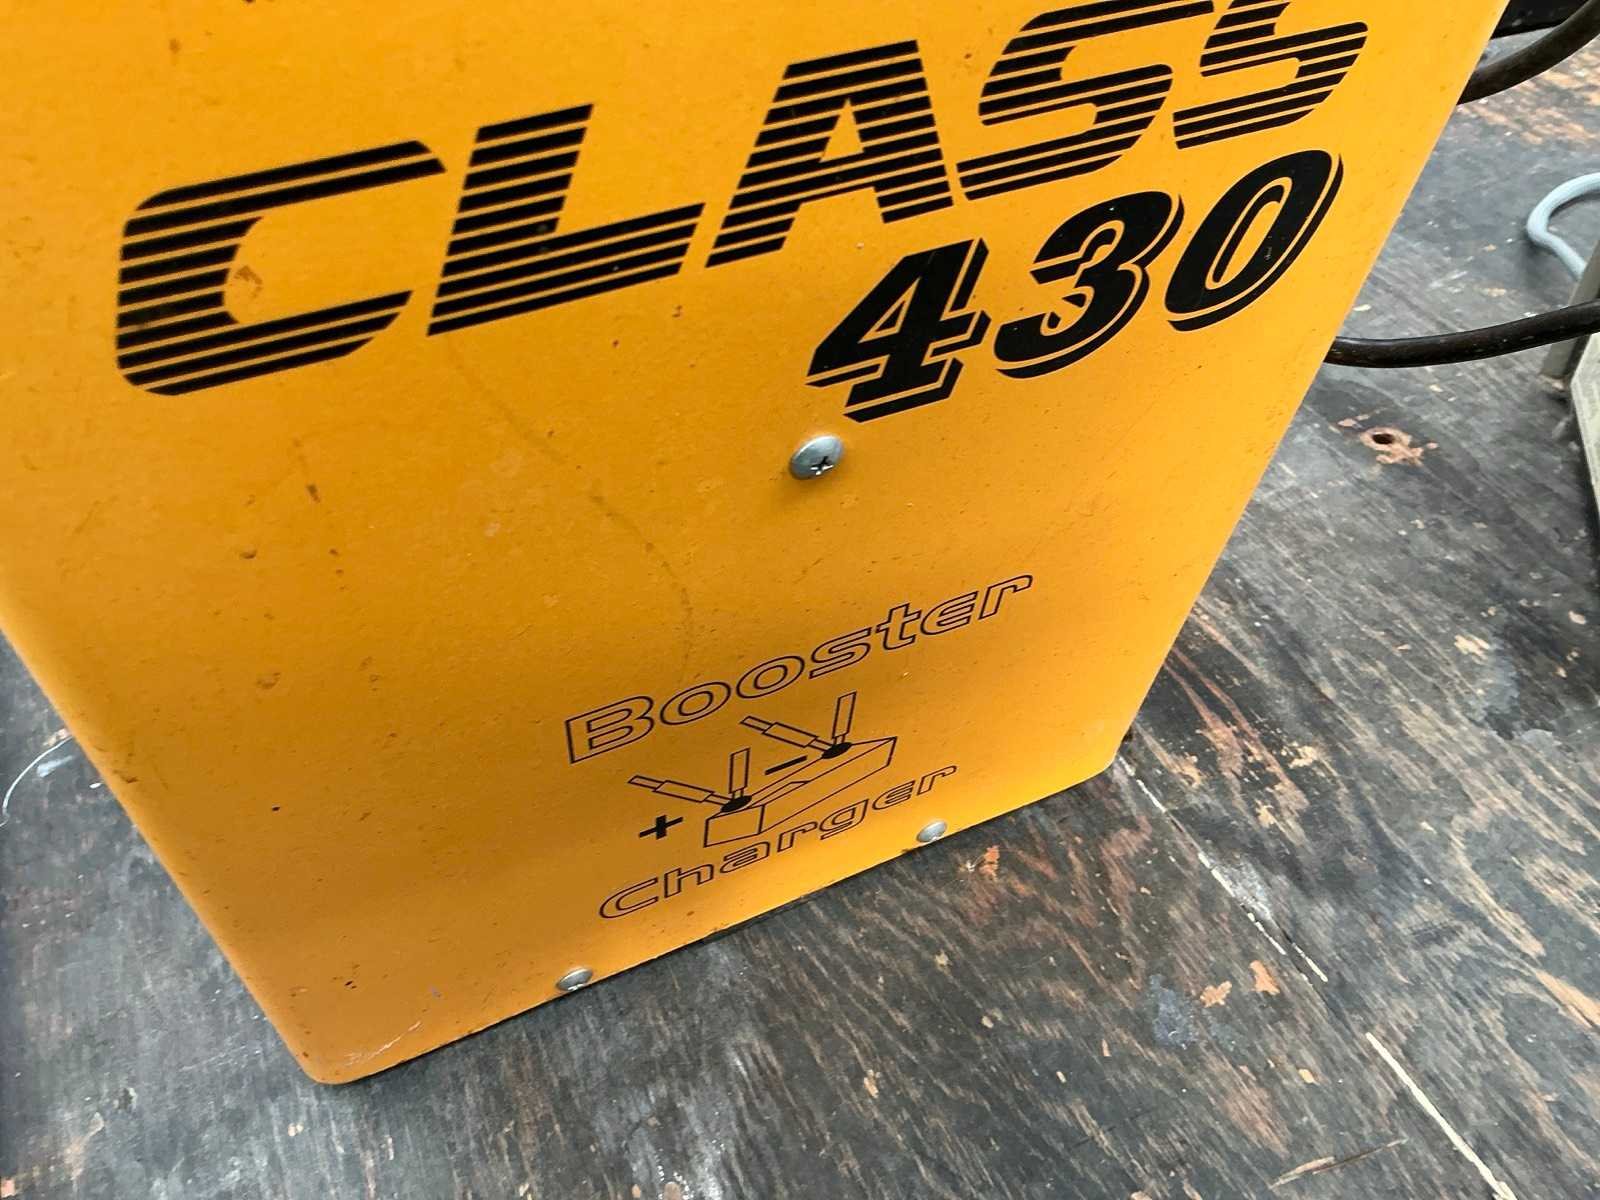 CLASS
430
Booster
+ -
charger